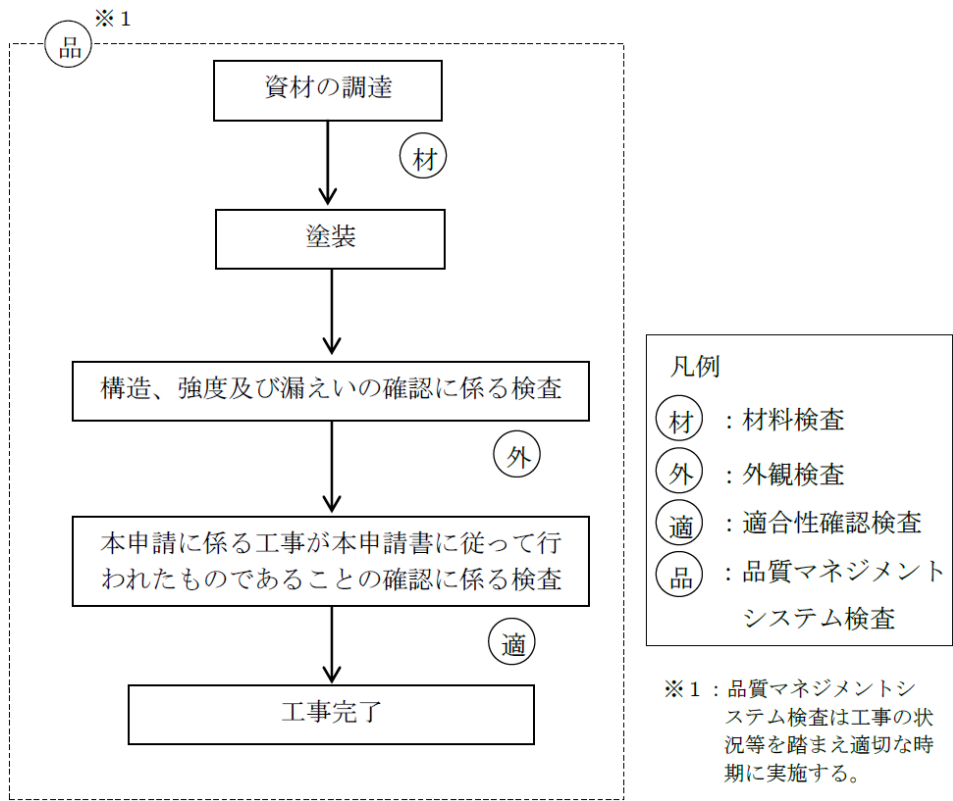 ※１
品
資材の調達
材
塗装
構造、強度及び漏えいの確認に係る検査
外
本申請に係る工事が本申請書に従って行
われたものであることの確認に係る検査
適
工事完了
凡例
材：材料検査
外：外観検査
適：適合性確認検査
品：品質マネジメント
システム検査
※１：品質マネジメントシ
ステム検査は工事の状
況等を踏まえ適切な時
期に実施する。